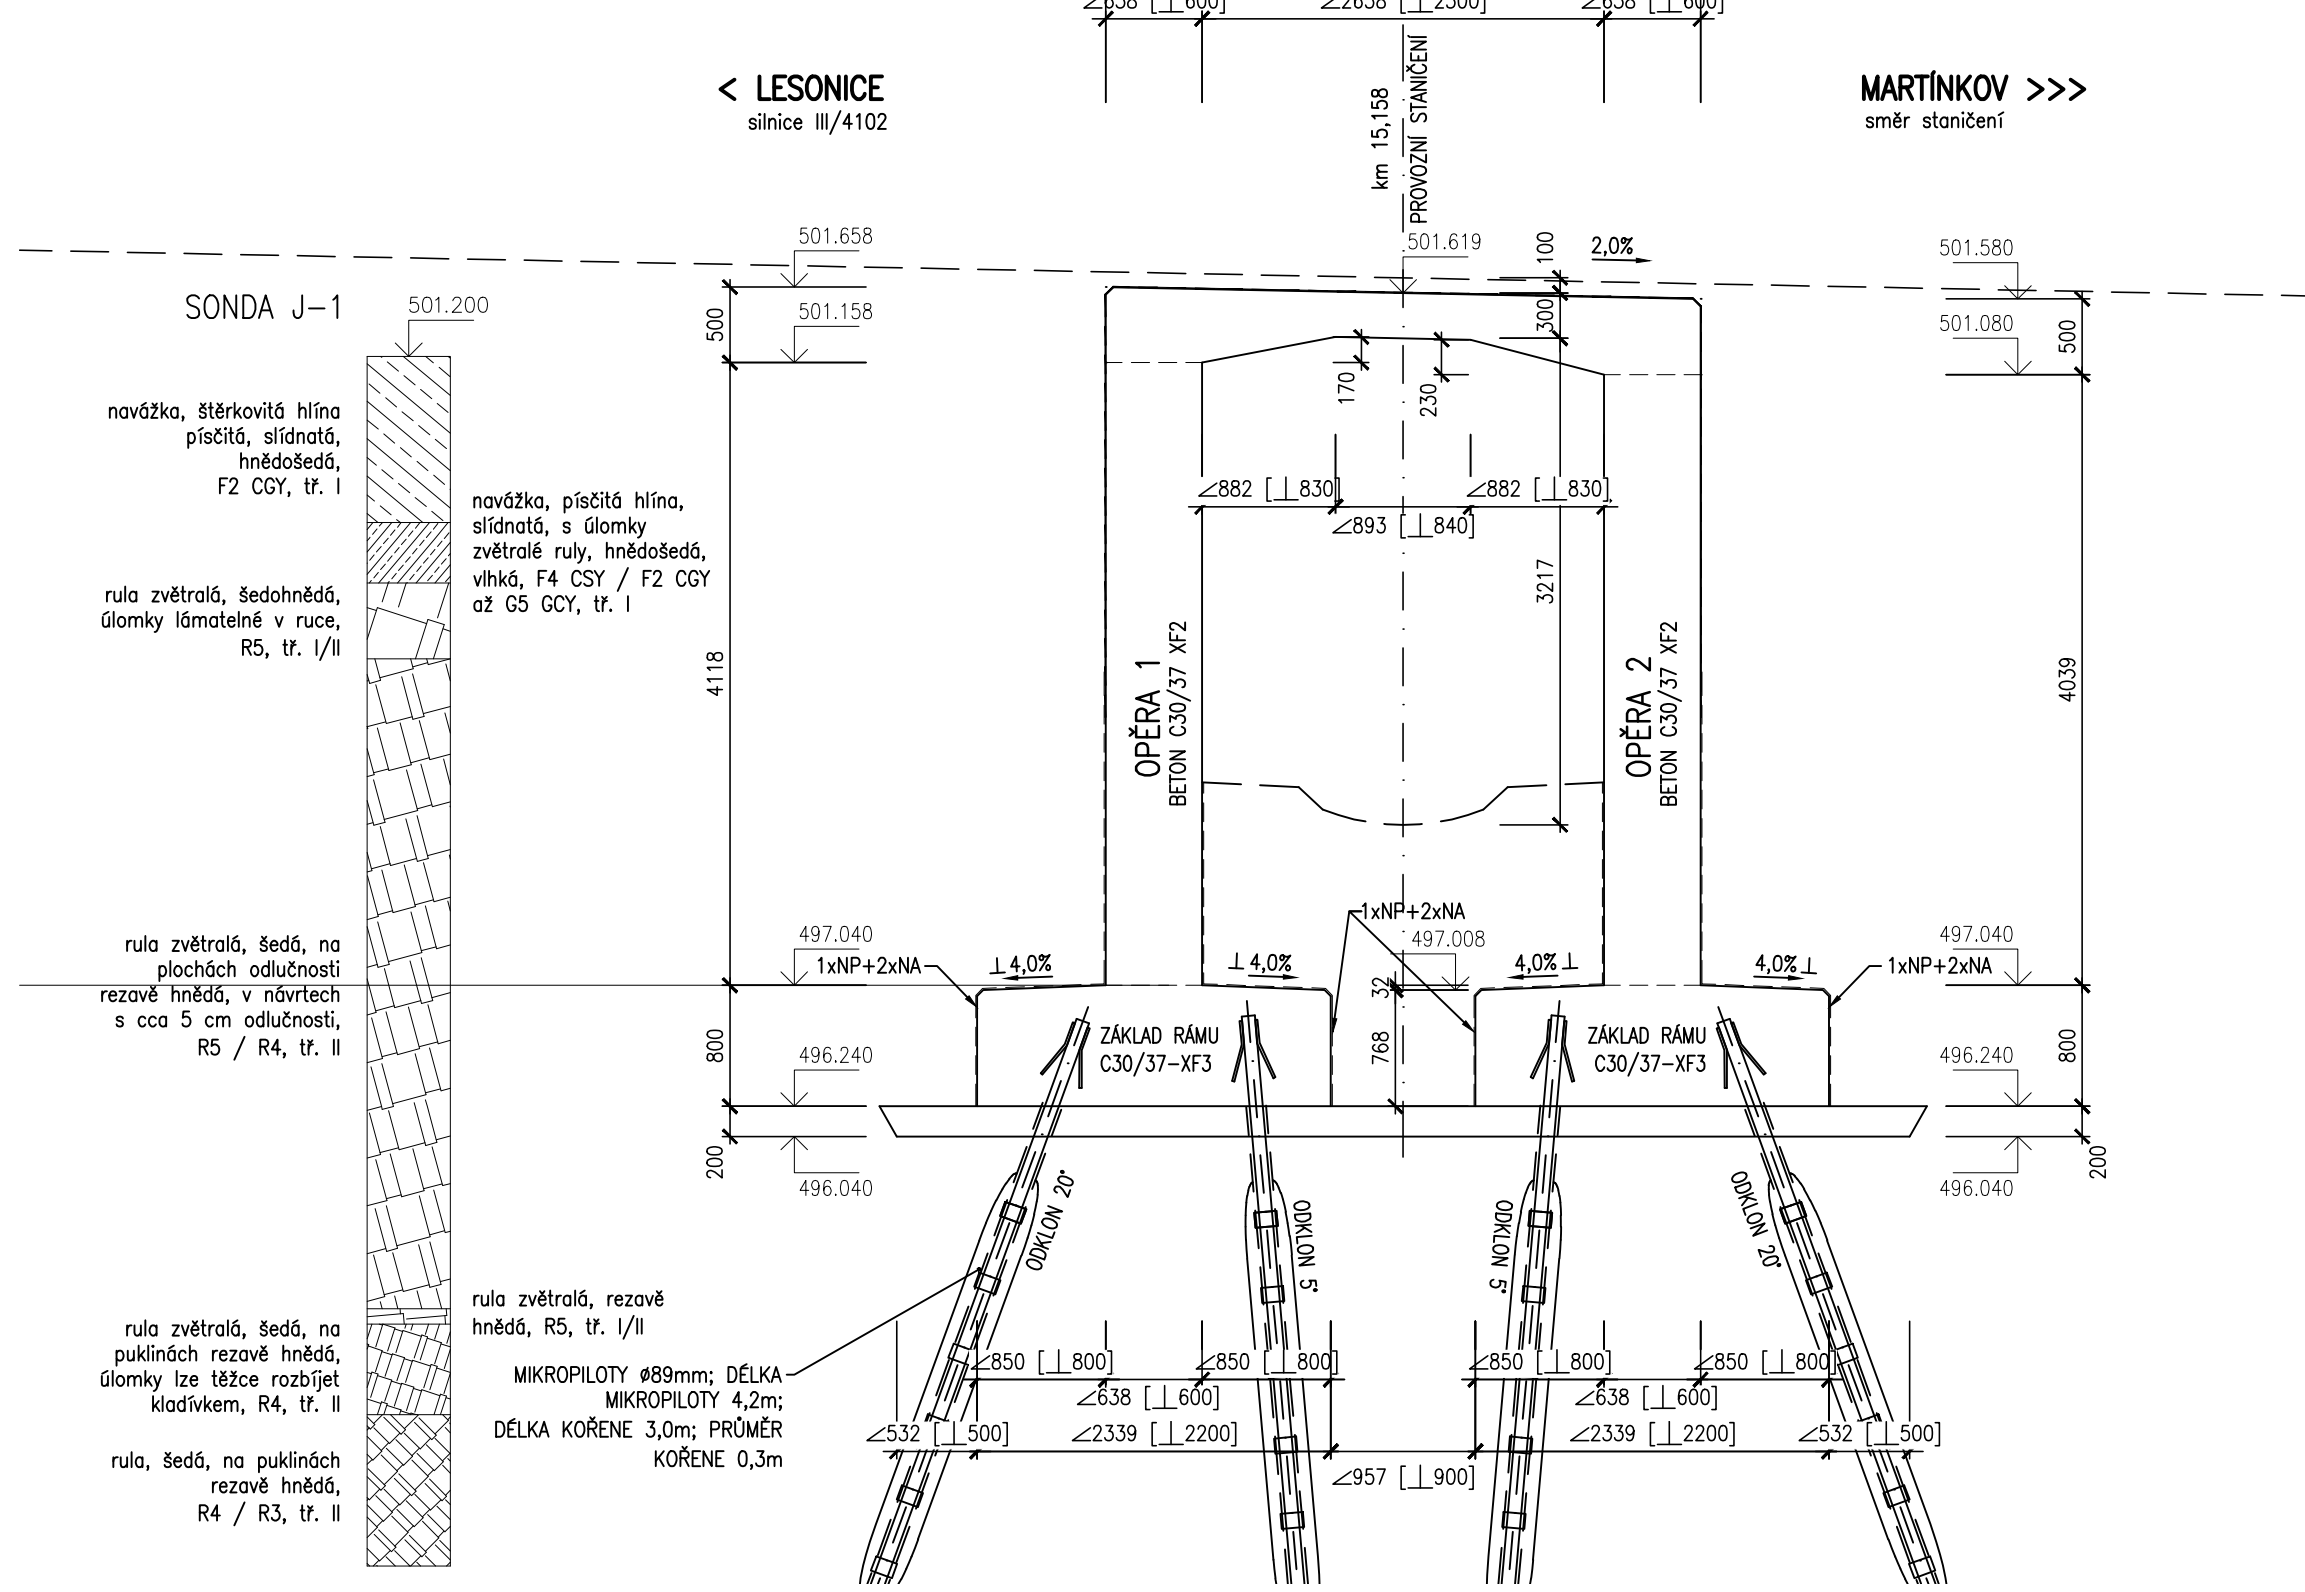 ∠638 [⊥600]
∠2658 [⊥2500]
∠638 [⊥600]
< LESONICE
silnice III/4102
km 15,158
PROVOZNÍ STANIČENÍ
MARTÍNKOV >>>
směr staničení
501.658
501.619
100
2,0%
501.580
SONDA J-1
501.200
500
501.158
300
501.080
500
170
230
navážka, štěrkovitá hlína
písčitá, slídnatá,
hnědošedá,
F2 CGY, tř. I
navážka, písčitá hlína,
slídnatá, s úlomky
zvětralé ruly, hnědošedá,
vlhká, F4 CSY / F2 CGY
až G5 GCY, tř. I
∠882 [⊥830]
∠882 [⊥830]
∠893 [⊥840]
3217
rula zvětralá, šedohnědá,
úlomky lámatelné v ruce,
R5, tř. I/II
4118
OPĚRA 1
BETON C30/37 XF2
OPĚRA 2
BETON C30/37 XF2
4039
rula zvětralá, šedá, na
plochách odlučnosti
rezavě hnědá, v návrtech
s cca 5 cm odlučnosti,
R5 / R4, tř. II
497.040
1xNP+2xNA
⊥ 4,0%
⊥ 4,0%
1xNP+2xNA
497.008
4,0% ⊥
4,0% ⊥
497.040
1xNP+2xNA
32
768
800
ZÁKLAD RÁMU
C30/37-XF3
ZÁKLAD RÁMU
C30/37-XF3
800
496.240
496.240
200
496.040
200
496.040
ODKLON 20°
ODKLON 5°
ODKLON 5°
ODKLON 20°
rula zvětralá, rezavě
hnědá, R5, tř. I/II
rula zvětralá, šedá, na
puklinách rezavě hnědá,
úlomky lze těžce rozbíjet
kladívkem, R4, tř. II
MIKROPILOTY ø89mm; DÉLKA
MIKROPILOTY 4,2m;
DÉLKA KOŘENE 3,0m; PRŮMĚR
KOŘENE 0,3m
∠850 [⊥800]
∠850 [⊥800]
∠850 [⊥800]
∠850 [⊥800]
∠638 [⊥600]
∠638 [⊥600]
∠532 [⊥500]
∠2339 [⊥2200]
∠2339 [⊥2200]
∠532 [⊥500]
∠957 [⊥900]
rula, šedá, na puklinách
rezavě hnědá,
R4 / R3, tř. II